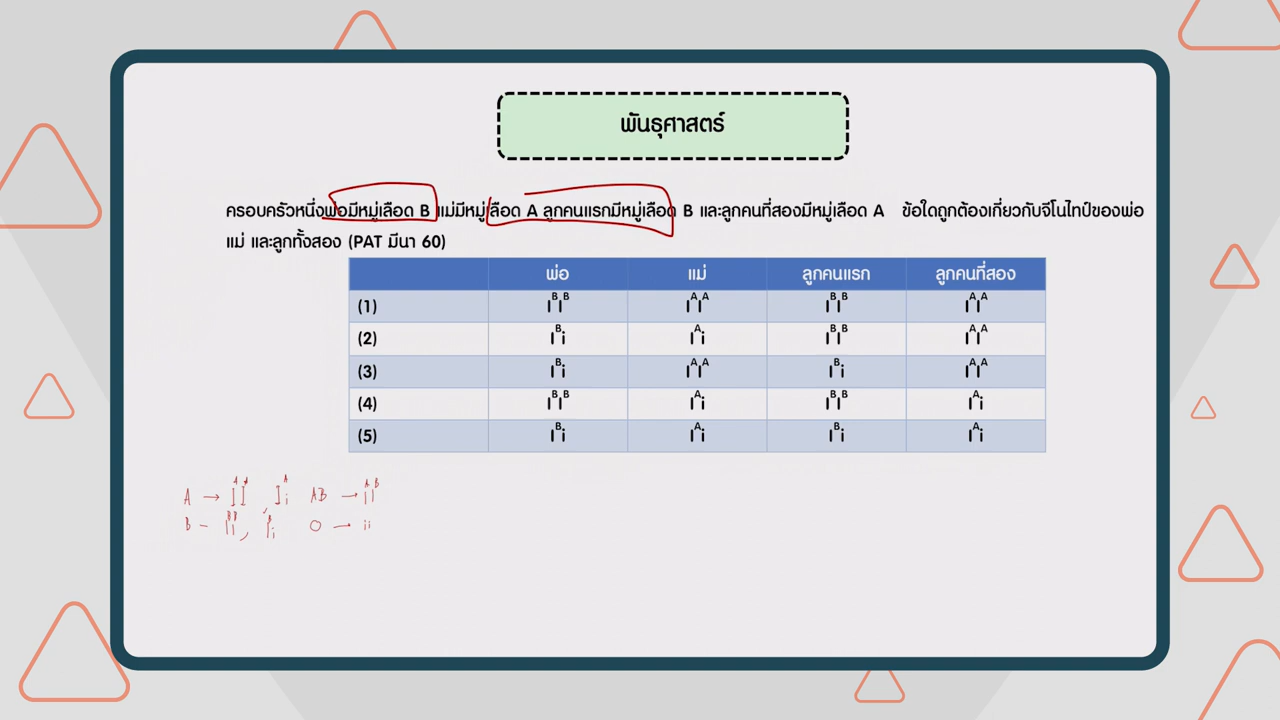 พันธุศาสตร์
ครอบครัวหนึ่งพ่อมีหมู่เลือด B แม่มีหมู่เลือด A ลูกคนแรกมีหมู่เลือด B และลูกคนที่สองมีหมู่เลือด A ข้อใดถูกต้องเกี่ยวกับจีโนไทป์ของพ่อ
แม่ และลูกทั้งสอง (PAT มีนา 60)
พ่อ แม่ ลูกคนแรก ลูกคนที่สอง
(1) IᴮIᴮ IᴬIᴬ IᴮIᴮ IᴬIᴬ
(2) Iᴮi Iᴬi IᴮIᴮ IᴬIᴬ
(3) Iᴮi IᴬIᴬ Iᴮi IᴬIᴬ
(4) IᴮIᴮ Iᴬi IᴮIᴮ Iᴬi
(5) Iᴮi Iᴬi Iᴮi Iᴬi
A → IᴬIᴬ , Iᴬi AB → IᴬIᴮ
B – IᴮIᴮ , Iᴮi O → ii